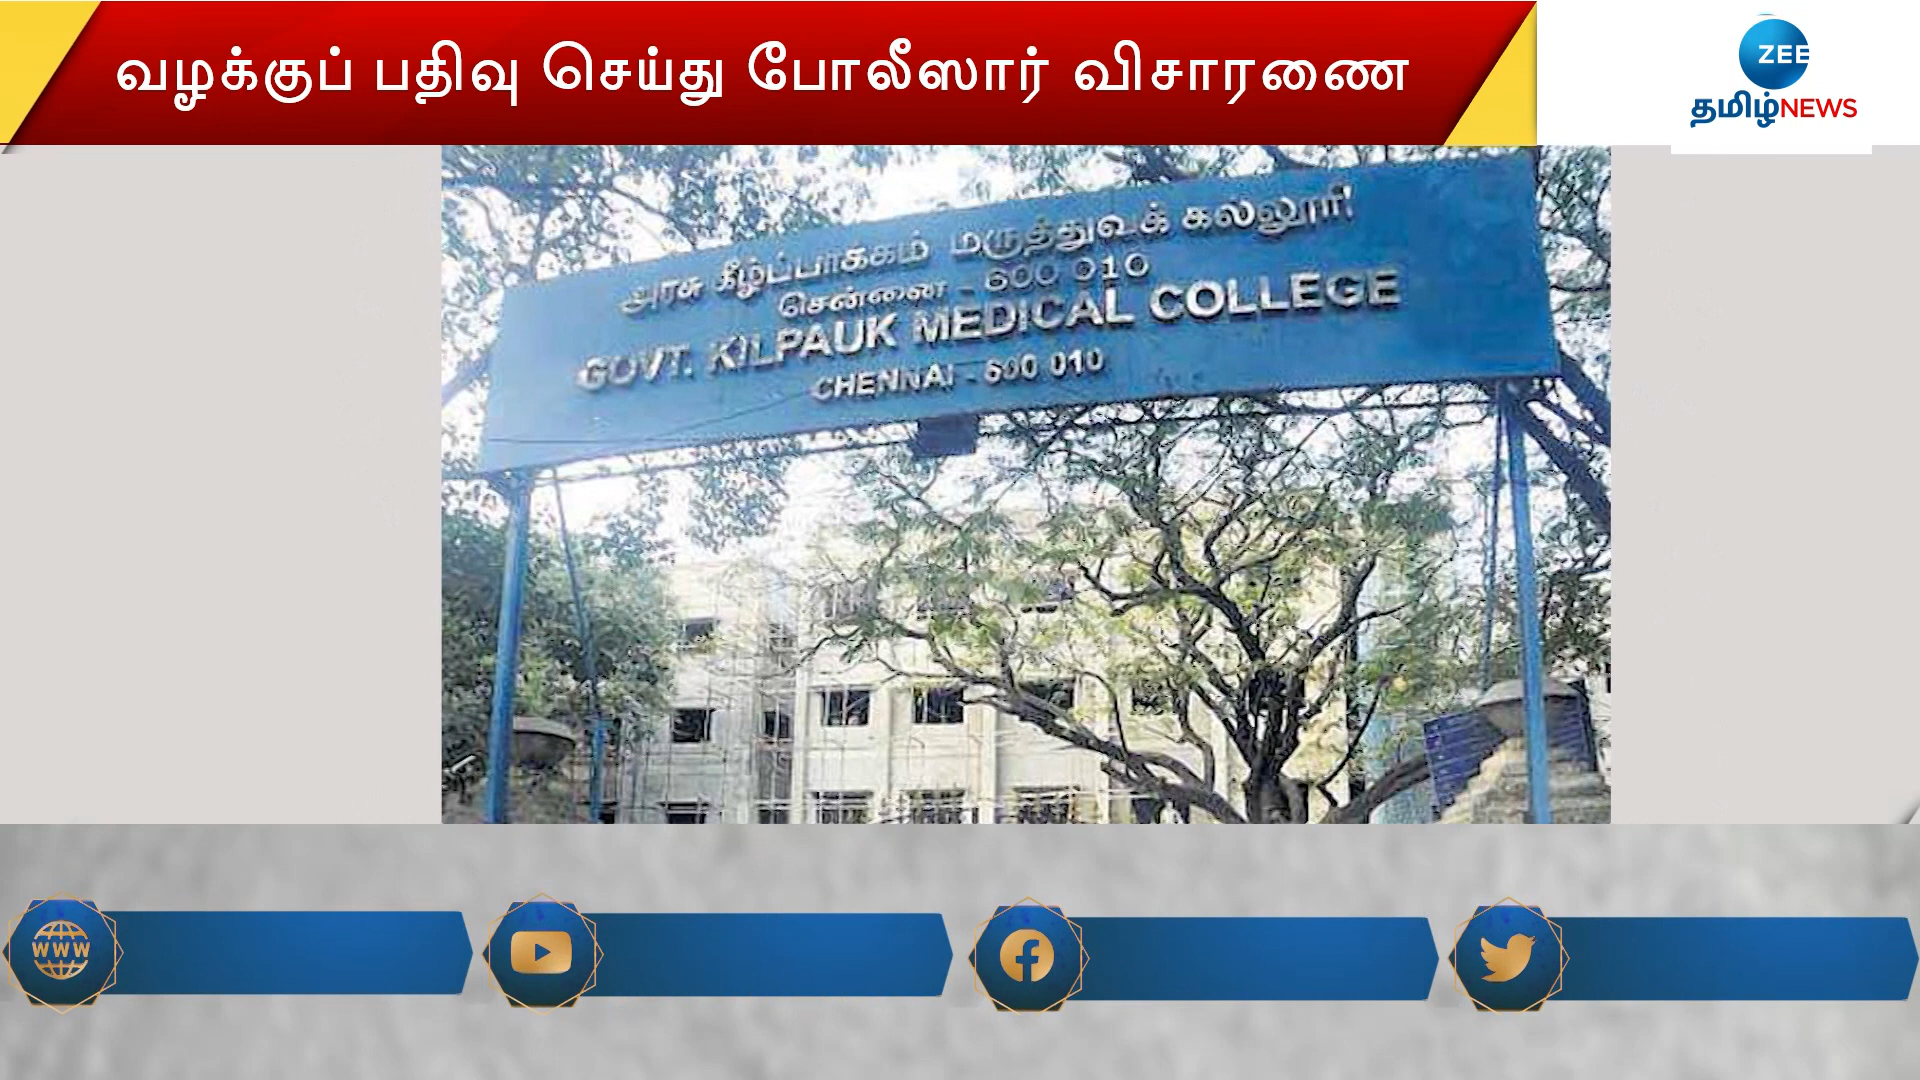 வழக்குப் பதிவு செய்து போலீஸார் விசாரணை
ZEE
தமிழ்NEWS
அரசு கீழ்ப்பாக்கம் மருத்துவக் கல்லூரி
சென்னை - 600 010
GOVT. KILPAUK MEDICAL COLLEGE
CHENNAI - 600 010
WWW